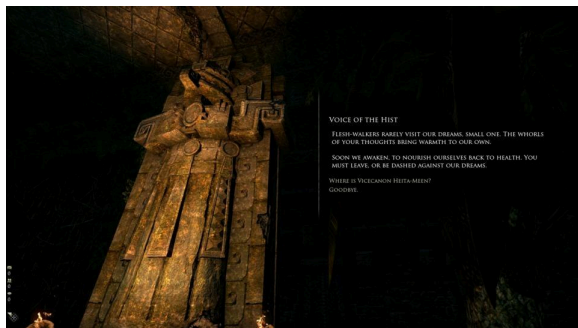 Voice of the Hist
Flesh-walkers rarely visit our dreams, small one. The whorls
of your thoughts bring warmth to our own.
Soon we awaken, to nourish ourselves back to health. You
must leave, or be dashed against our dreams.
Where is Vicecanon Heita-Meen?
Goodbye.